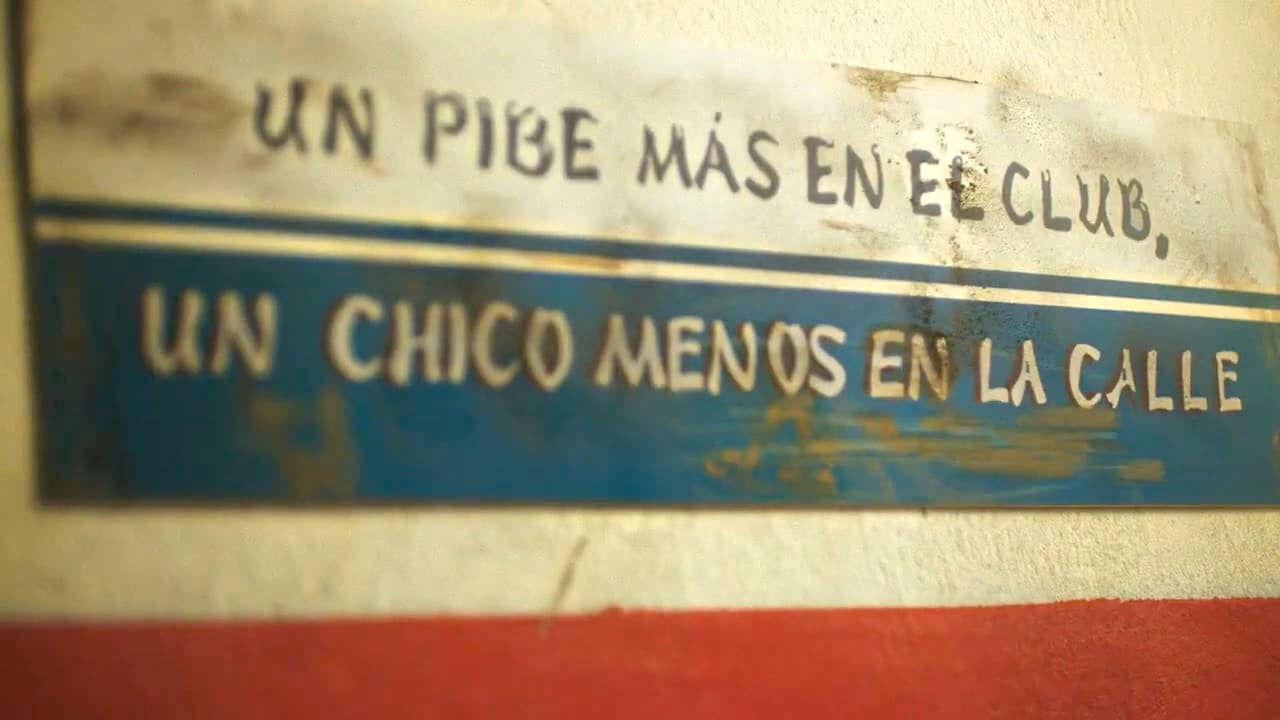 UN PIBE MÁS EN EL CLUB.
UN CHICO MENOS EN LA CALLE